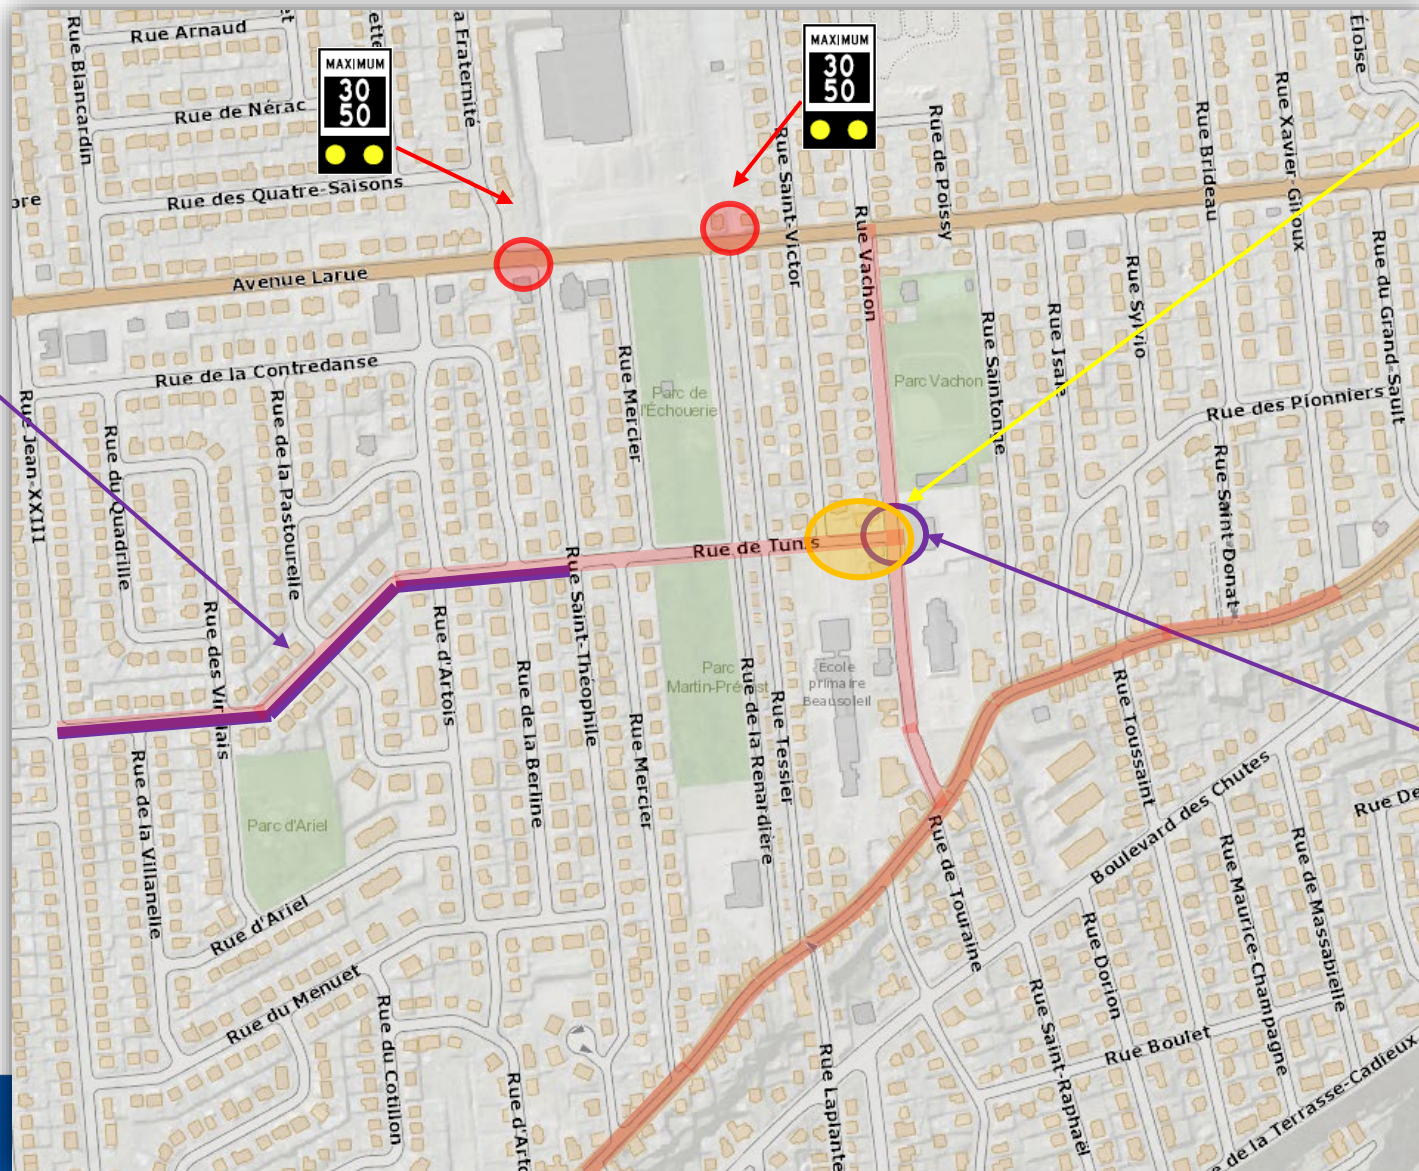 Rue Arnaud
Rue Blancardin
Rue de Nérac
Rue des Quatre-Saisons
a Fraternité
MAXIMUM
30
50
MAXIMUM
30
50
Rue Saint-Victor
Rue Vachon
Rue de Poissy
Rue Brideau
Rue Xavier-Giroux
Éloïse
Rue du Grand-Sault
Avenue Larue
Rue de la Contredanse
Rue Jean-XXIII
Rue du Quadrille
Rue de la Pastourelle
Rue Mercier
Parc de
l'Échouerie
Parc Vachon
Rue Saintonge
Rue Isaïe
Rue Sylvio
Rue des Pionniers
Rue Saint-Donat
Rue de Tunis
Rue Saint-Théophile
Rue des Vir lais
Rue d'Artois
Rue de la Berline
Rue Mercier
Parc
Martin-Prévost
Rue de la Renardière
Rue Tessier
Ecole
primaire
Beausoleil
Rue Toussaint
Boulevard des Chutes
Rue De
Rue de la Villanelle
Parc d'Ariel
Rue d'Ariel
Rue du Menuet
Rue du Cotillon
Rue d'Arto
Rue de Touraine
Rue Dorion
Rue Maurice-Champagne
Rue de Massabielle
Rue Saint-Raphaël
Rue Boulet
Rue Laplante
e de la Terrasse-Cadieux